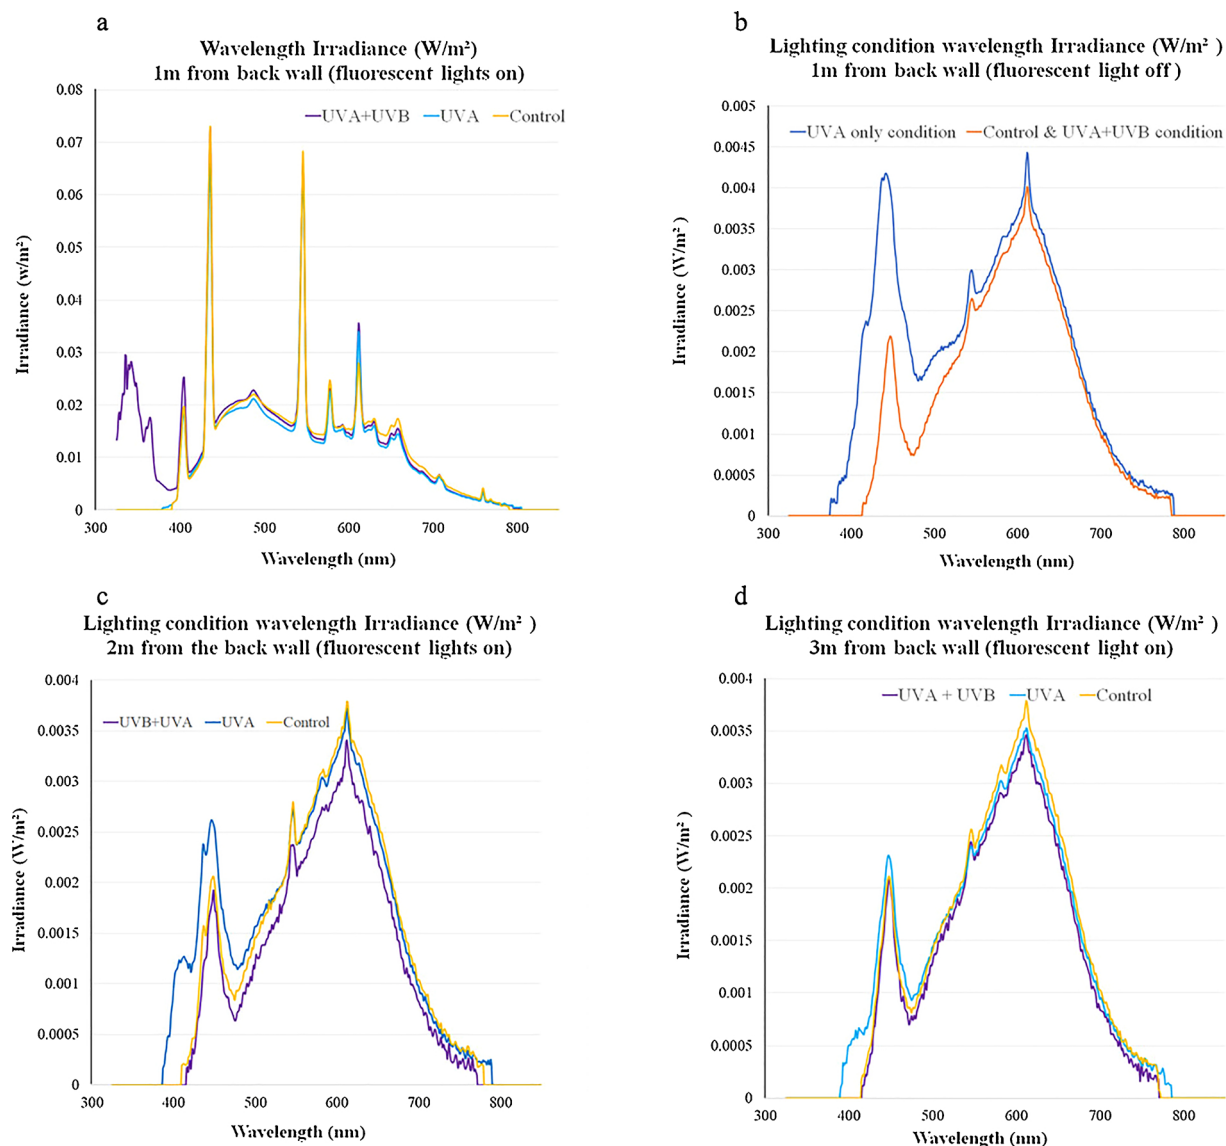 a
Wavelength Irradiance (W/m²)
1m from back wall (fluorescent lights on)
0.08
0.07
0.06
0.05
0.04
0.03
0.02
0.01
0
UVA+UVB UVA Control
Irradiance (w/m²)
300 400 500 600 700 800
Wavelength (nm)
b
Lighting condition wavelength Irradiance (W/m² )
1m from back wall (fluorescent light off )
0.005
0.0045
0.004
0.0035
0.003
0.0025
0.002
0.0015
0.001
0.0005
0
UVA only condition Control & UVA+UVB condition
Irradiance (W/m² )
300 400 500 600 700 800
Wavelength (nm)
c
Lighting condition wavelength Irradiance (W/m² )
2m from the back wall (fluorescent lights on)
0.004
0.0035
0.003
0.0025
0.002
0.0015
0.001
0.0005
0
UVB+UVA UVA Control
Irradiance (W/m²)
300 400 500 600 700 800
Wavelength (nm)
d
Lighting condition wavelength Irradiance (W/m² )
3m from back wall (fluorescent light on)
0.004
0.0035
0.003
0.0025
0.002
0.0015
0.001
0.0005
0
UVA + UVB UVA Control
Irradiance (W/m² )
300 400 500 600 700 800
Wavelength (nm)